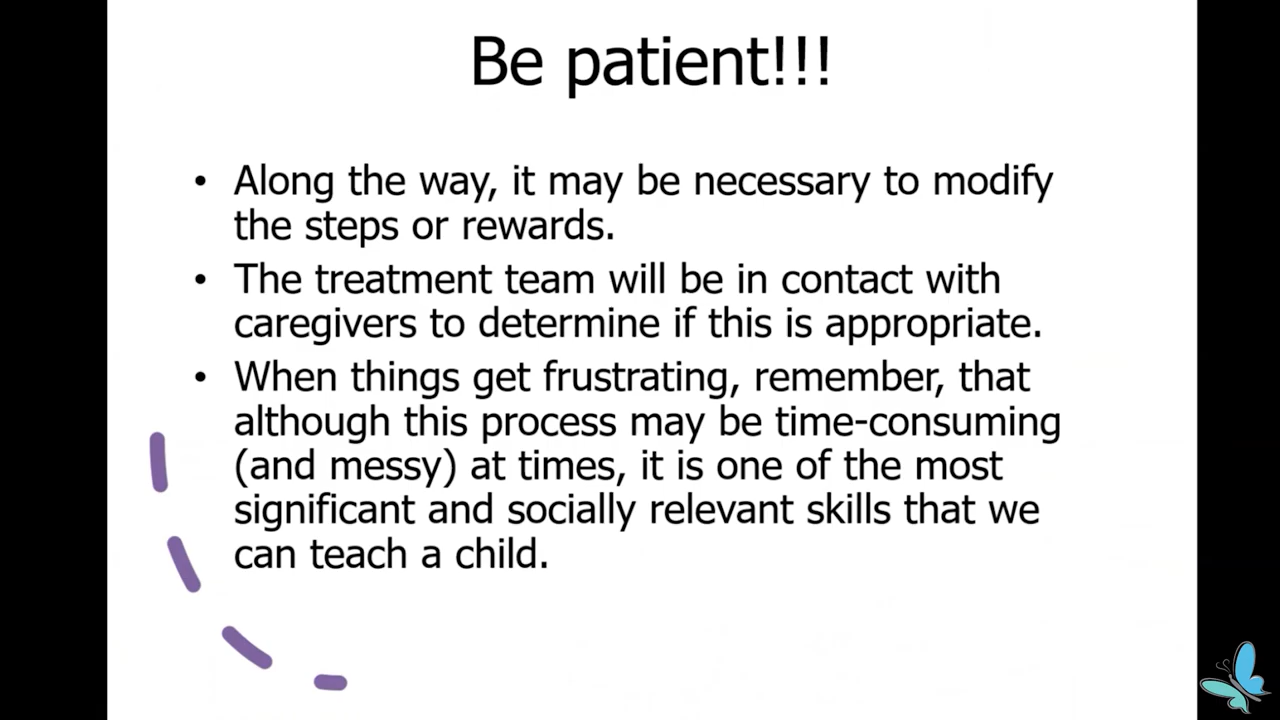 Be patient!!!
• Along the way, it may be necessary to modify
the steps or rewards.
• The treatment team will be in contact with
caregivers to determine if this is appropriate.
• When things get frustrating, remember, that
although this process may be time-consuming
(and messy) at times, it is one of the most
significant and socially relevant skills that we
can teach a child.